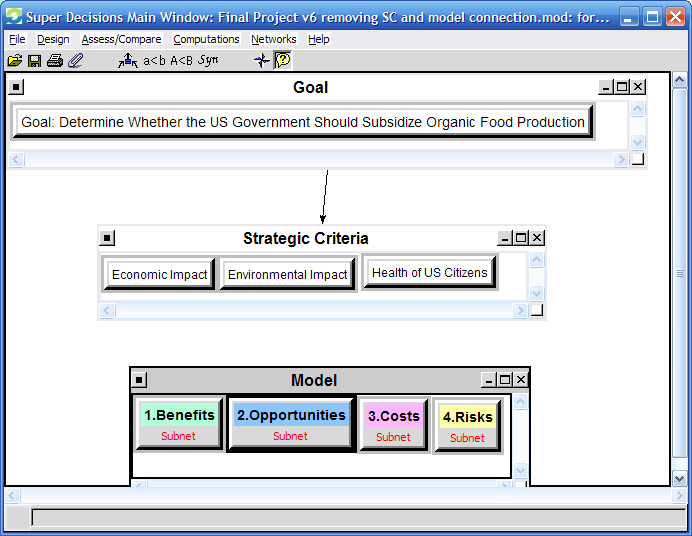 Super Decisions Main Window: Final Project v6 removing SC and model connection.mod: for...
File Design Assess/Compare Computations Networks Help
a<b A<B Syn
Goal
Goal: Determine Whether the US Government Should Subsidize Organic Food Production
Strategic Criteria
Economic Impact Environmental Impact Health of US Citizens
Model
1.Benefits 2.Opportunities 3.Costs 4.Risks
Subnet Subnet Subnet Subnet